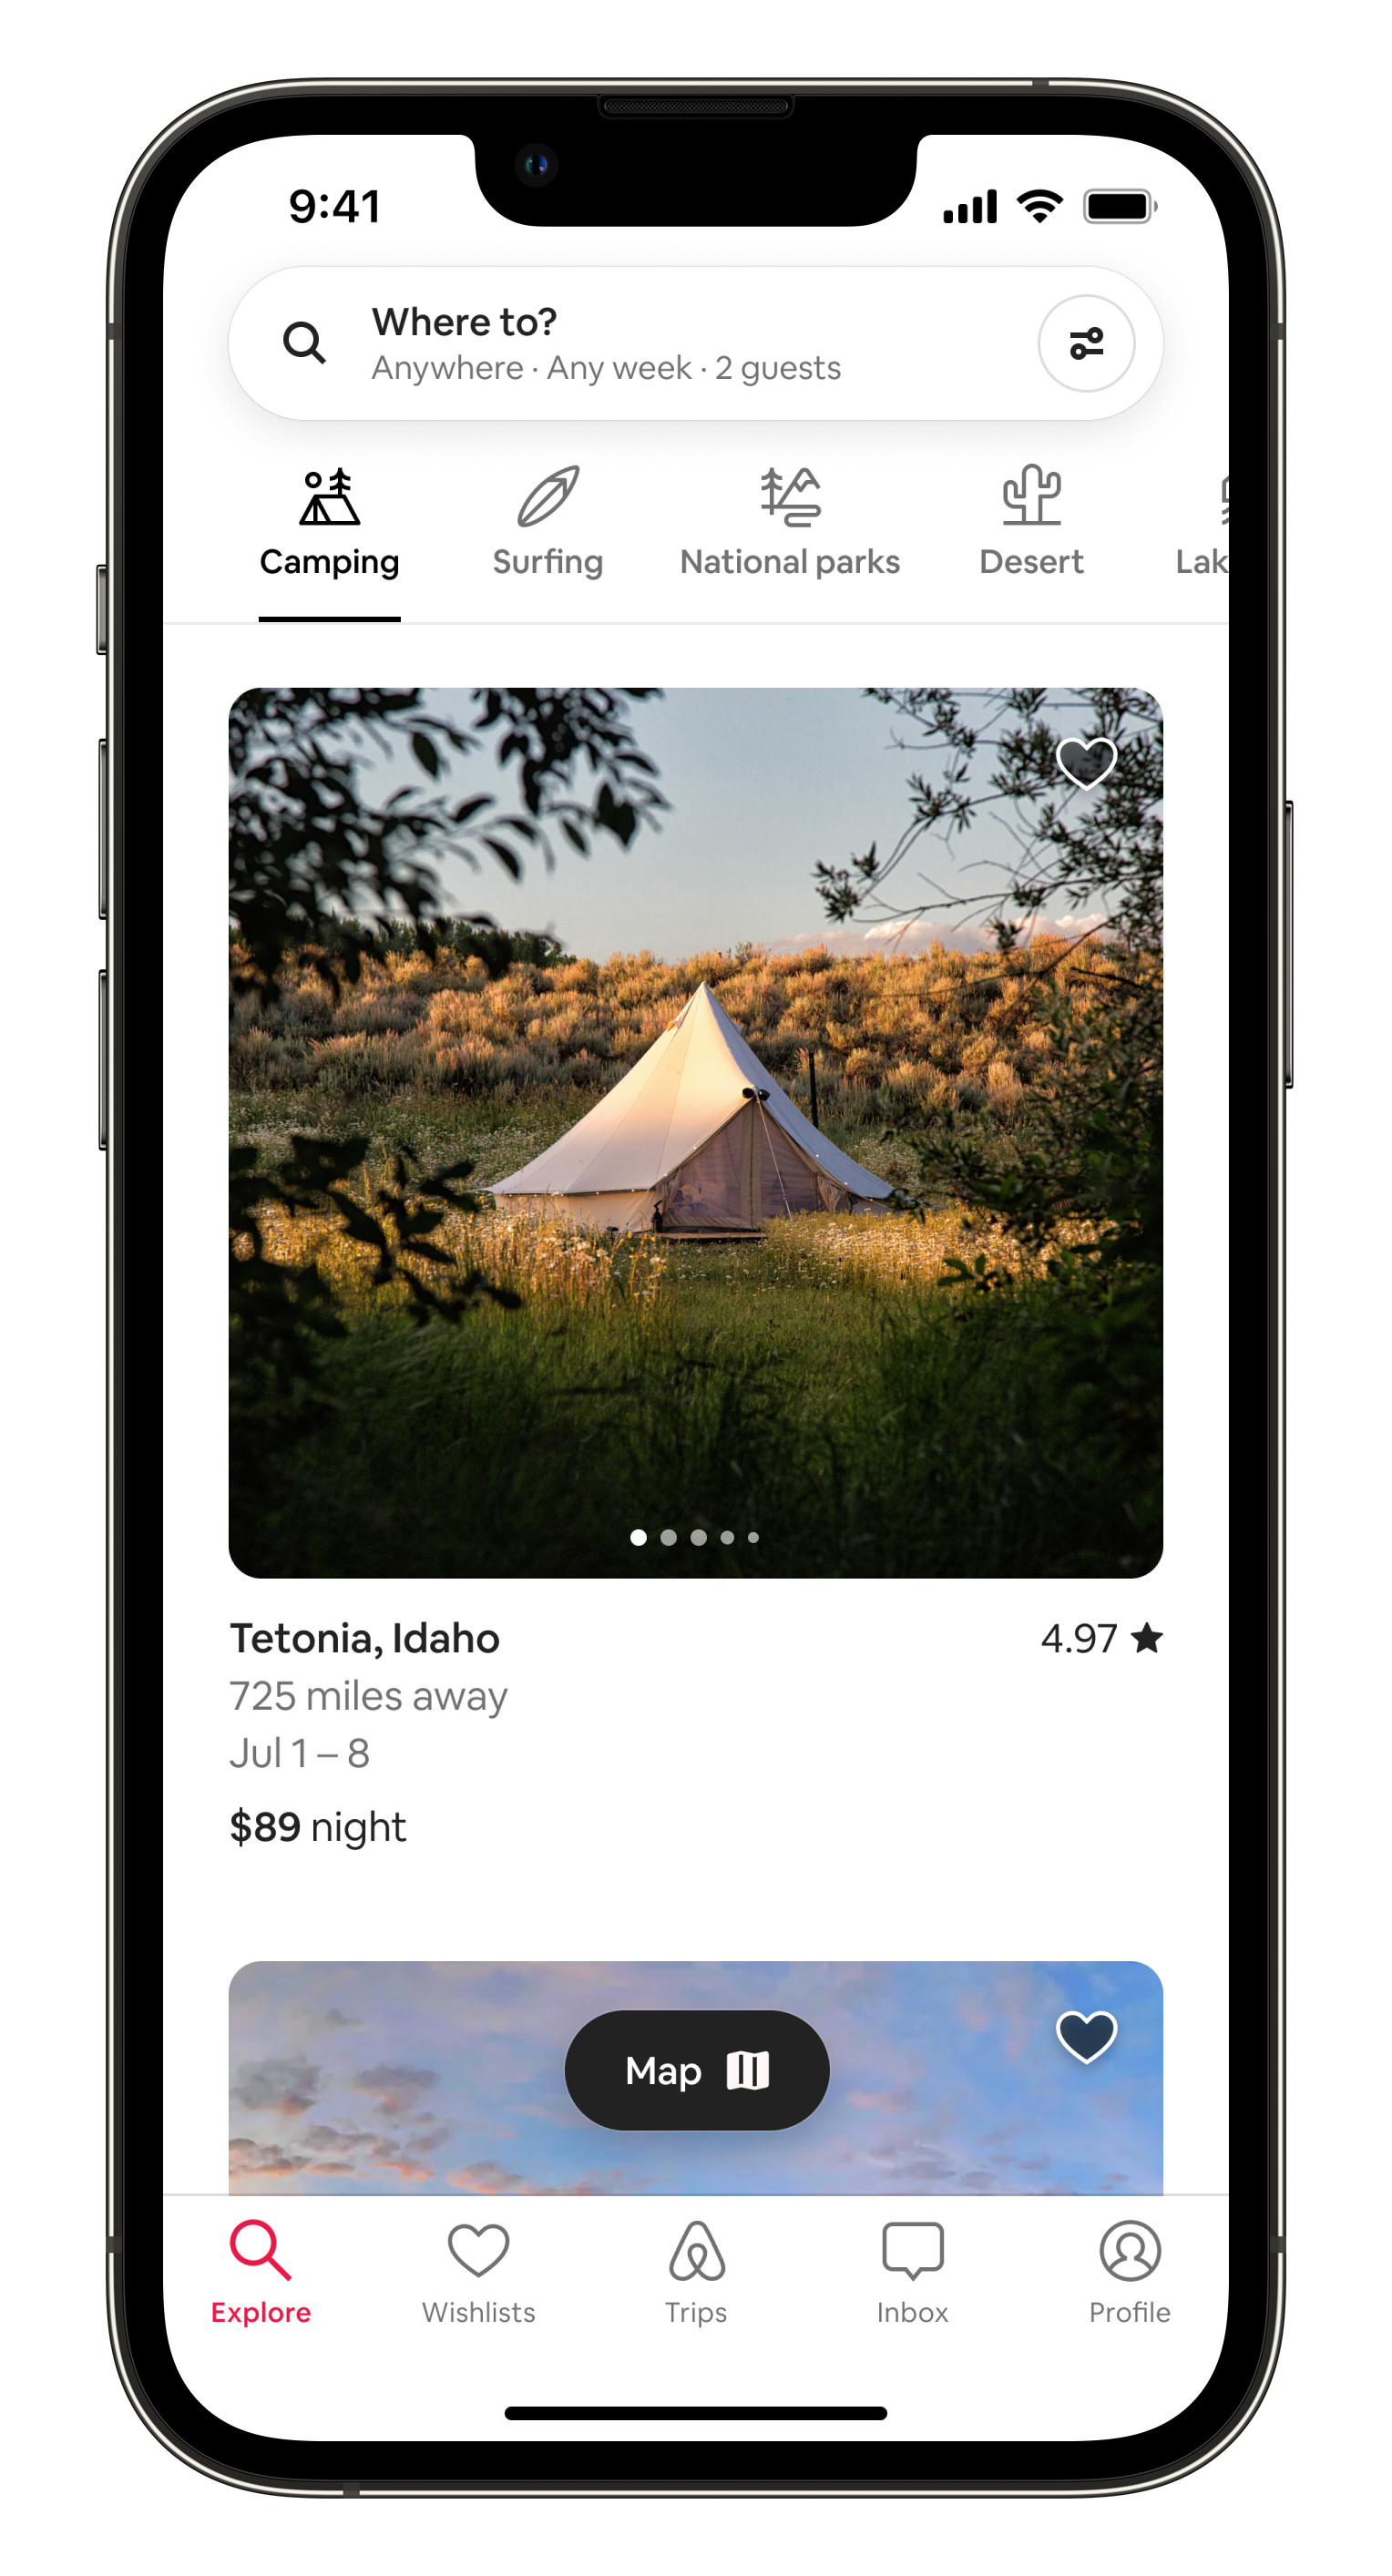 9:41
Where to?
Anywhere · Any week · 2 guests
Camping
Surfing
National parks
Desert
Lak
Tetonia, Idaho
4.97 ★
725 miles away
Jul 1 – 8
$89 night
Map
Explore
Wishlists
Trips
Inbox
Profile